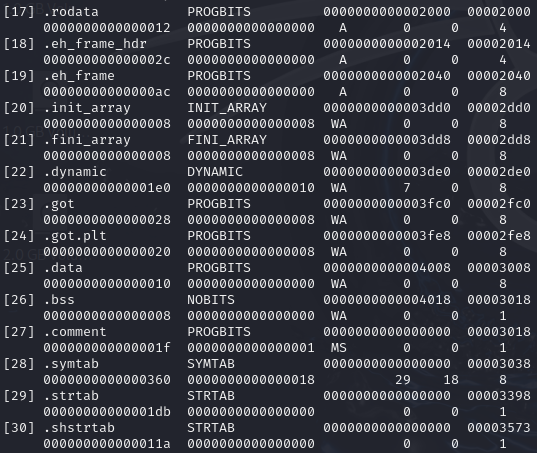 [17] .rodata PROGBITS 0000000000002000 00002000
0000000000000012 0000000000000000 A 0 0 4
[18] .eh_frame_hdr PROGBITS 0000000000002014 00002014
000000000000002c 0000000000000000 A 0 0 4
[19] .eh_frame PROGBITS 0000000000002040 00002040
00000000000000ac 0000000000000000 A 0 0 8
[20] .init_array INIT_ARRAY 0000000000003dd0 00002dd0
0000000000000008 0000000000000008 WA 0 0 8
[21] .fini_array FINI_ARRAY 0000000000003dd8 00002dd8
0000000000000008 0000000000000008 WA 0 0 8
[22] .dynamic DYNAMIC 0000000000003de0 00002de0
00000000000001e0 0000000000000010 WA 7 0 8
[23] .got PROGBITS 0000000000003fc0 00002fc0
0000000000000028 0000000000000008 WA 0 0 8
[24] .got.plt PROGBITS 0000000000003fe8 00002fe8
0000000000000020 0000000000000008 WA 0 0 8
[25] .data PROGBITS 0000000000004008 00003008
0000000000000010 0000000000000000 WA 0 0 8
[26] .bss NOBITS 0000000000004018 00003018
0000000000000008 0000000000000000 WA 0 0 1
[27] .comment PROGBITS 0000000000000000 00003018
000000000000001f 0000000000000001 MS 0 0 1
[28] .symtab SYMTAB 0000000000000000 00003038
0000000000000360 0000000000000018 29 18 8
[29] .strtab STRTAB 0000000000000000 00003398
00000000000001db 0000000000000000 0 0 1
[30] .shstrtab STRTAB 0000000000000000 00003573
000000000000011a 0000000000000000 0 0 1